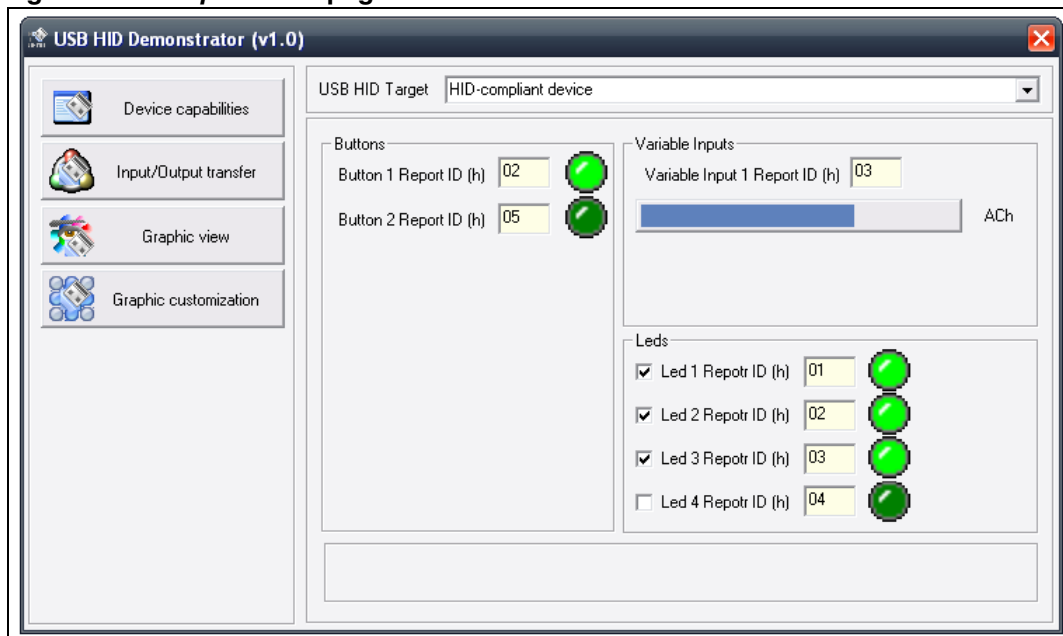 USB HID Demonstrator (v1.0)
Device capabilities
Input/Output transfer
Graphic view
Graphic customization
USB HID Target HID-compliant device
Buttons
Button 1 Report ID (h) 02
Button 2 Report ID (h) 05
Variable Inputs
Variable Input 1 Report ID (h) 03
ACh
Leds
Led 1 Repotr ID (h) 01
Led 2 Repotr ID (h) 02
Led 3 Repotr ID (h) 03
Led 4 Repotr ID (h) 04